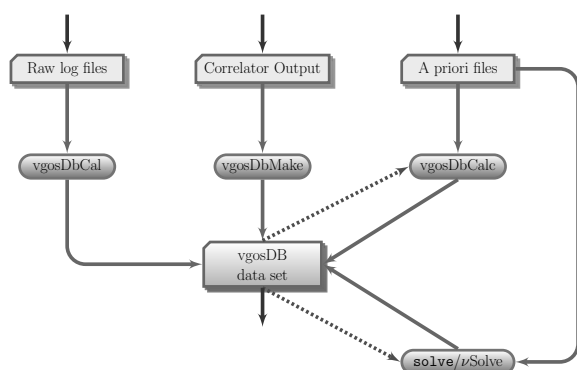 Raw log files
Correlator Output
A priori files
vgosDbCal
vgosDbMake
vgosDbCalc
vgosDB
data set
solve/νSolve